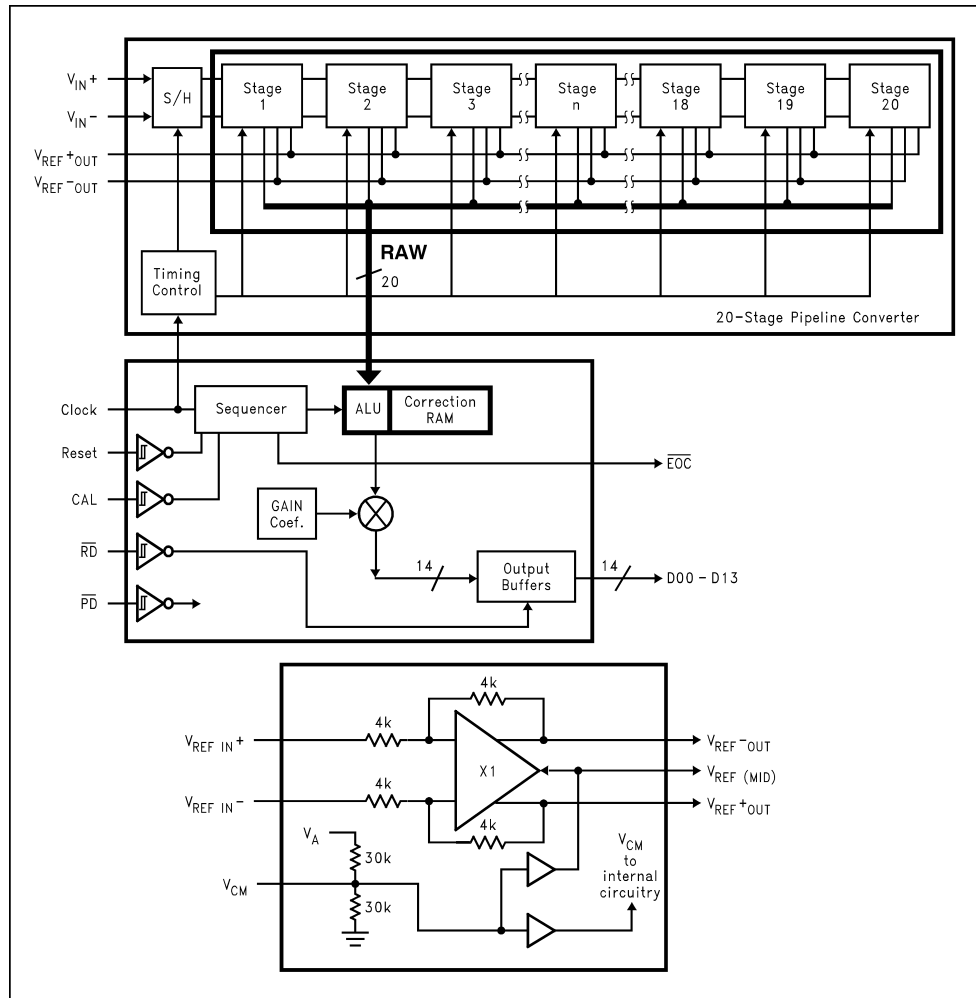 V_IN+
V_IN-
S/H
Stage 1
Stage 2
Stage 3
Stage n
Stage 18
Stage 19
Stage 20
V_REF+OUT
V_REF-OUT
RAW
20
Timing Control
20-Stage Pipeline Converter
Clock
Sequencer
ALU
Correction RAM
Reset
EOC
CAL
GAIN Coef.
RD
14
Output Buffers
14
D00 - D13
PD
4k
V_REF IN+
4k
V_REF-OUT
X1
V_REF (MID)
V_REF IN-
4k
V_REF+OUT
4k
V_A
30k
V_CM to internal circuitry
V_CM
30k